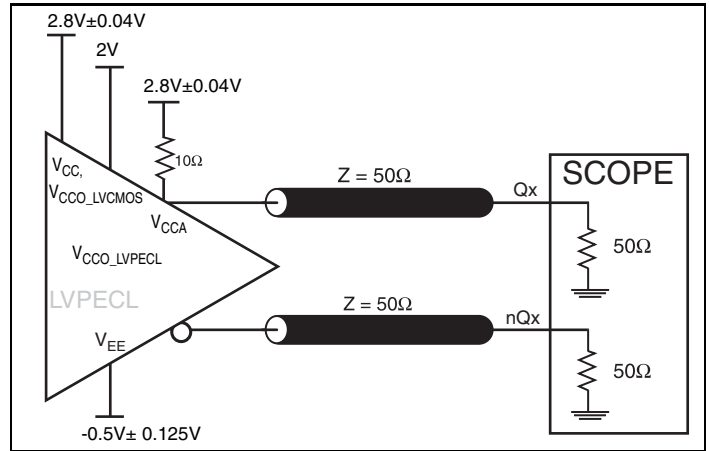 2.8V±0.04V
2V
2.8V±0.04V
10Ω
VCC,
VCCO_LVCMOS
VCCA
VCCO_LVPECL
LVPECL
VEE
-0.5V± 0.125V
Z = 50Ω
Qx
Z = 50Ω
nQx
SCOPE
50Ω
50Ω